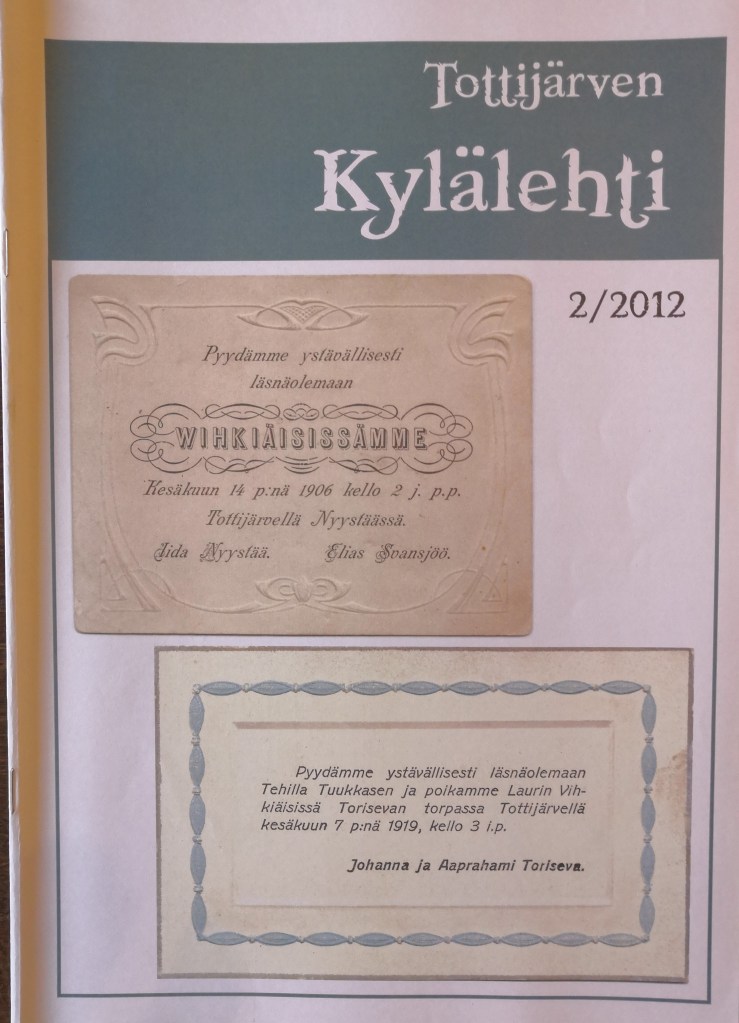 Tottijärven
Kylälehti
2/2012
Pyydämme ystävällisesti
läsnäolemaan
WIHKIÄISISSÄMME
Kesäkuun 14 p:nä 1906 kello 2 j. p.p.
Tottijärvellä Nyystäässä.
Iida Nyystää. Elias Svansjöö.
Pyydämme ystävällisesti läsnäolemaan
Tehilla Tuukkasen ja poikamme Laurin Vih-
kiäisissä Torisevan torpassa Tottijärvellä
kesäkuun 7 p:nä 1919, kello 3 i.p.
Johanna ja Aaprahami Toriseva.